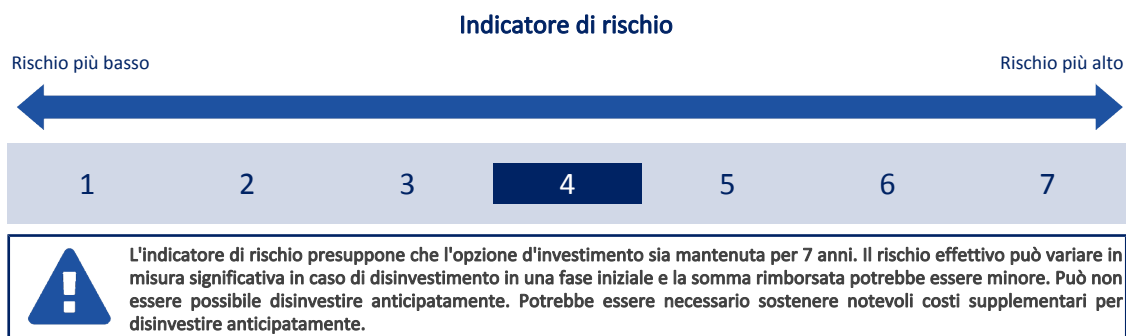 Indicatore di rischio
Rischio più basso
Rischio più alto
1 2 3 4 5 6 7
L'indicatore di rischio presuppone che l'opzione d'investimento sia mantenuta per 7 anni. Il rischio effettivo può variare in
misura significativa in caso di disinvestimento in una fase iniziale e la somma rimborsata potrebbe essere minore. Può non
essere possibile disinvestire anticipatamente. Potrebbe essere necessario sostenere notevoli costi supplementari per
disinvestire anticipatamente.